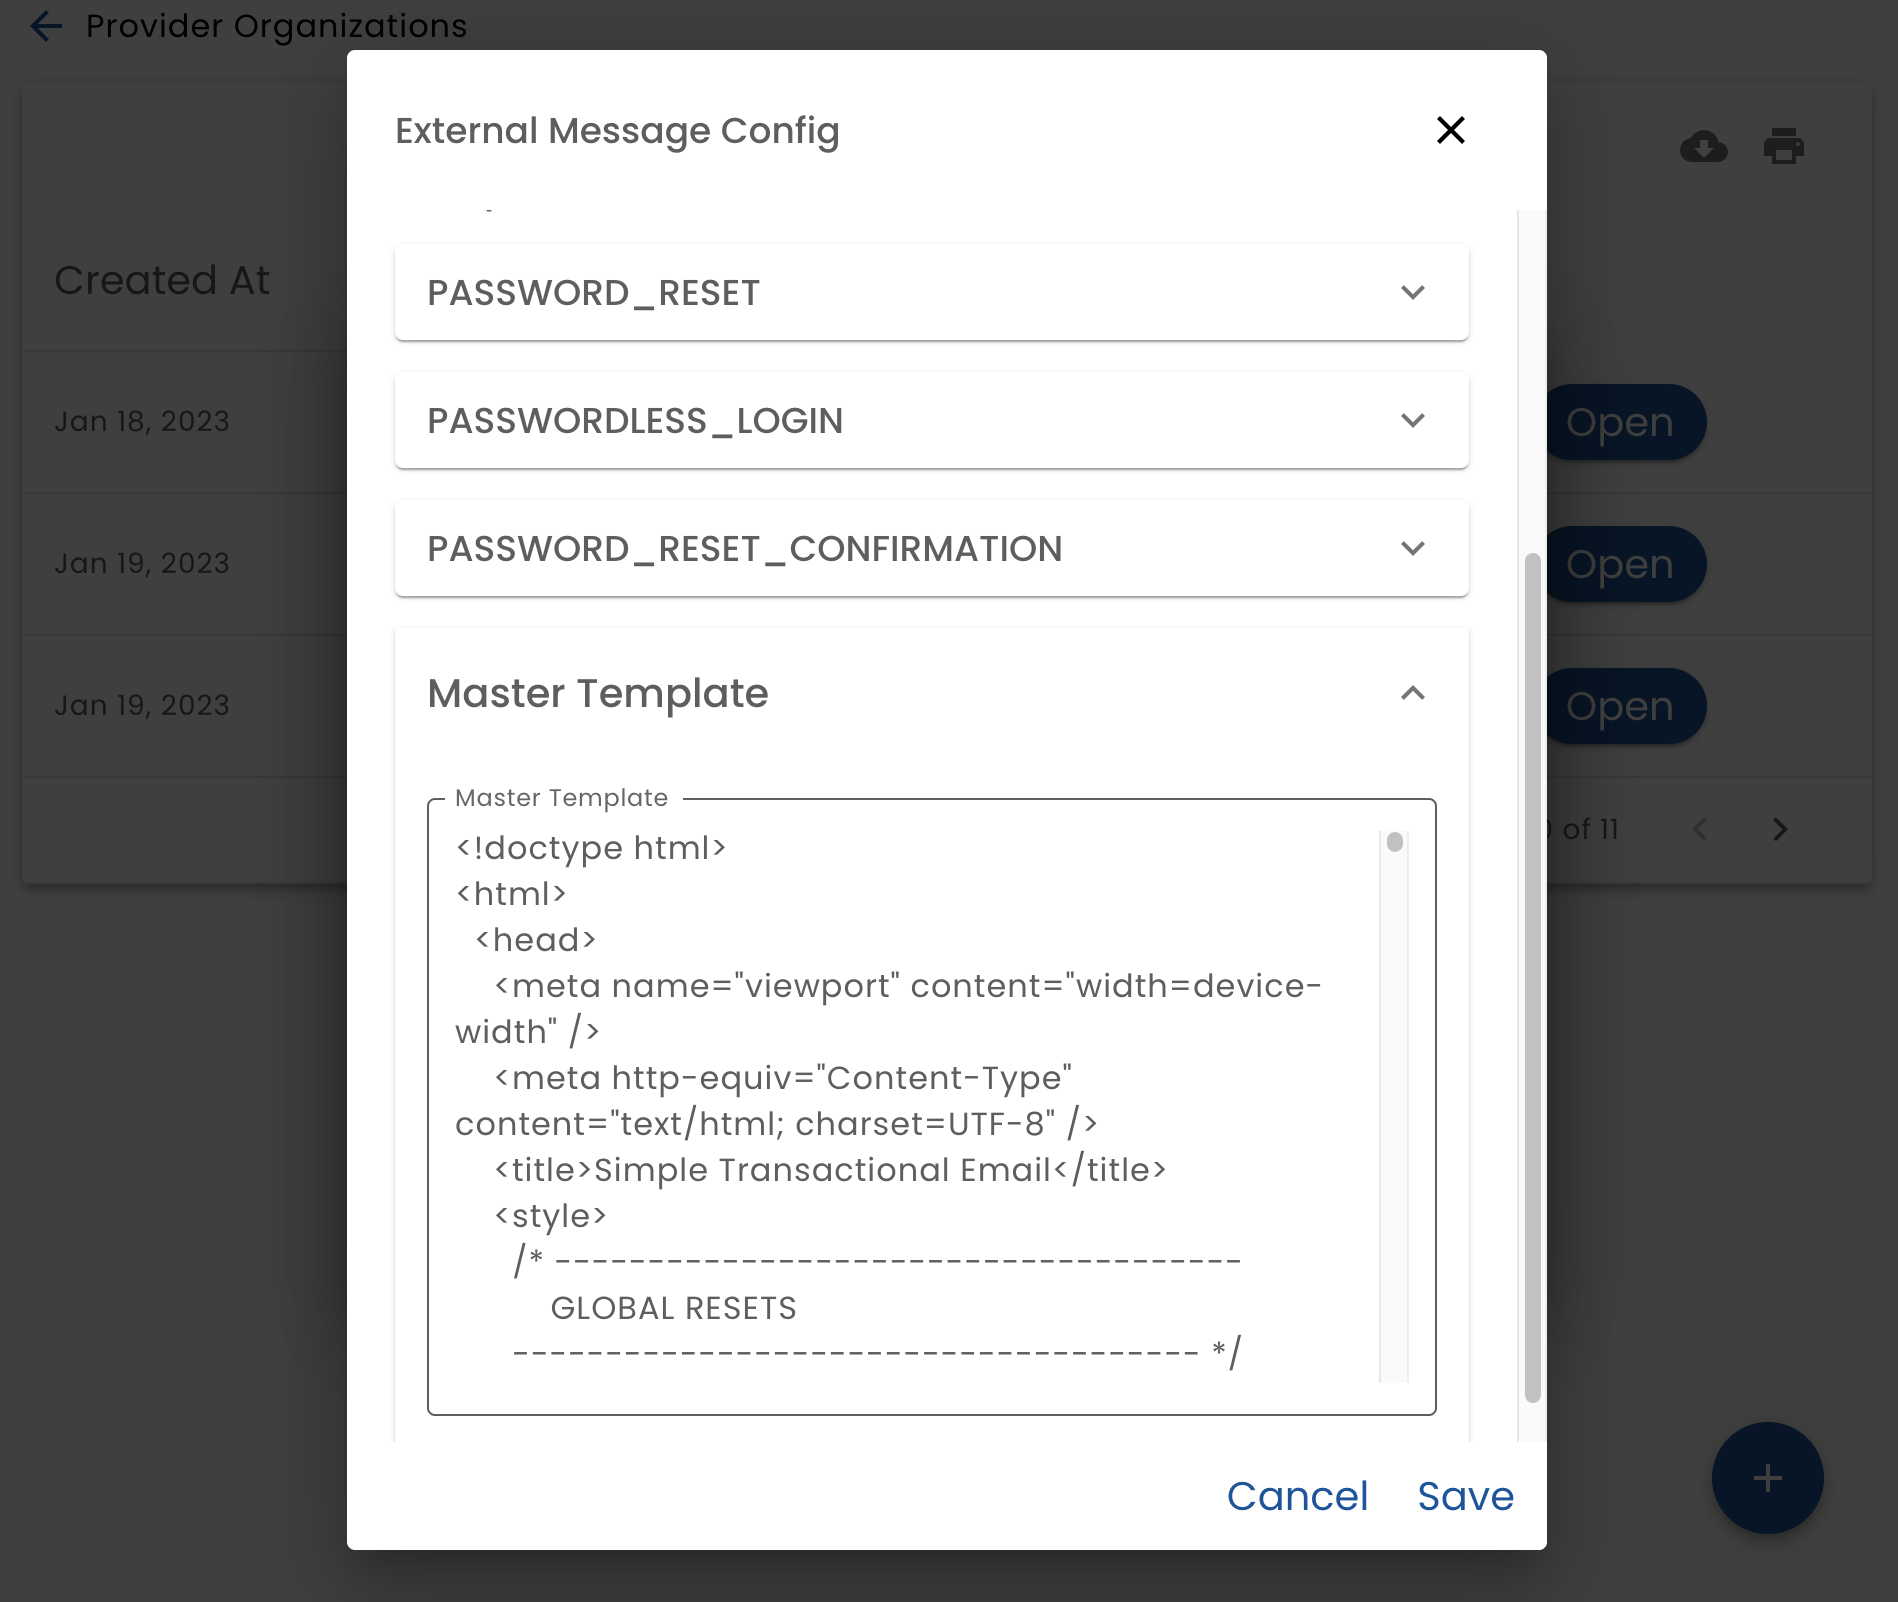 Provider Organizations
External Message Config
Created At
PASSWORD_RESET
PASSWORDLESS_LOGIN
Jan 18, 2023
Open
PASSWORD_RESET_CONFIRMATION
Jan 19, 2023
Open
Master Template
Jan 19, 2023
Open
Master Template
of 11
<!doctype html>
<html>
<head>
<meta name="viewport" content="width=device-
width" />
<meta http-equiv="Content-Type"
content="text/html; charset=UTF-8" />
<title>Simple Transactional Email</title>
<style>
/* -------------------------------------
GLOBAL RESETS
------------------------------------- */
Cancel
Save